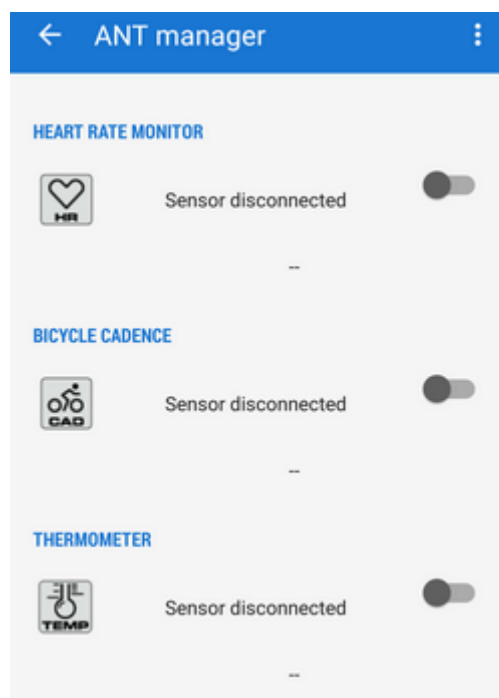 ANT manager
HEART RATE MONITOR
HR
Sensor disconnected
--
BICYCLE CADENCE
CAD
Sensor disconnected
--
THERMOMETER
TEMP
Sensor disconnected
--